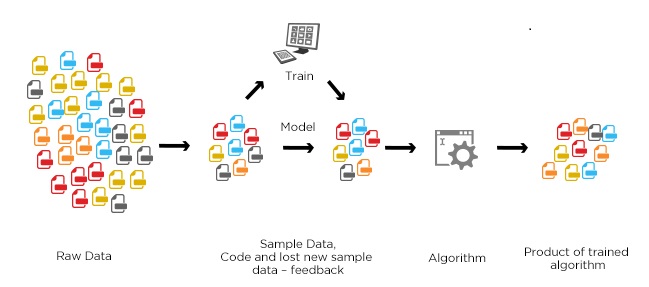 Train
Model
Raw Data
Sample Data,
Code and lost new sample
data – feedback
Algorithm
Product of trained
algorithm